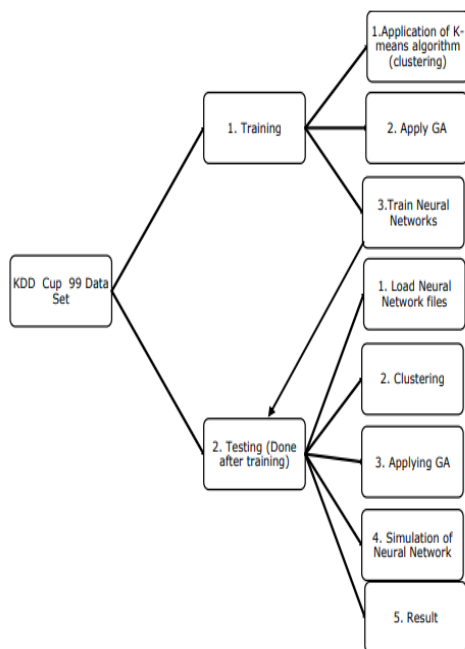 1.Application of K-
means algorithm
(clustering)
1. Training
2. Apply GA
3.Train Neural
Networks
KDD Cup 99 Data
Set
1. Load Neural
Network files
2. Clustering
2. Testing (Done
after training)
3. Applying GA
4. Simulation of
Neural Network
5. Result